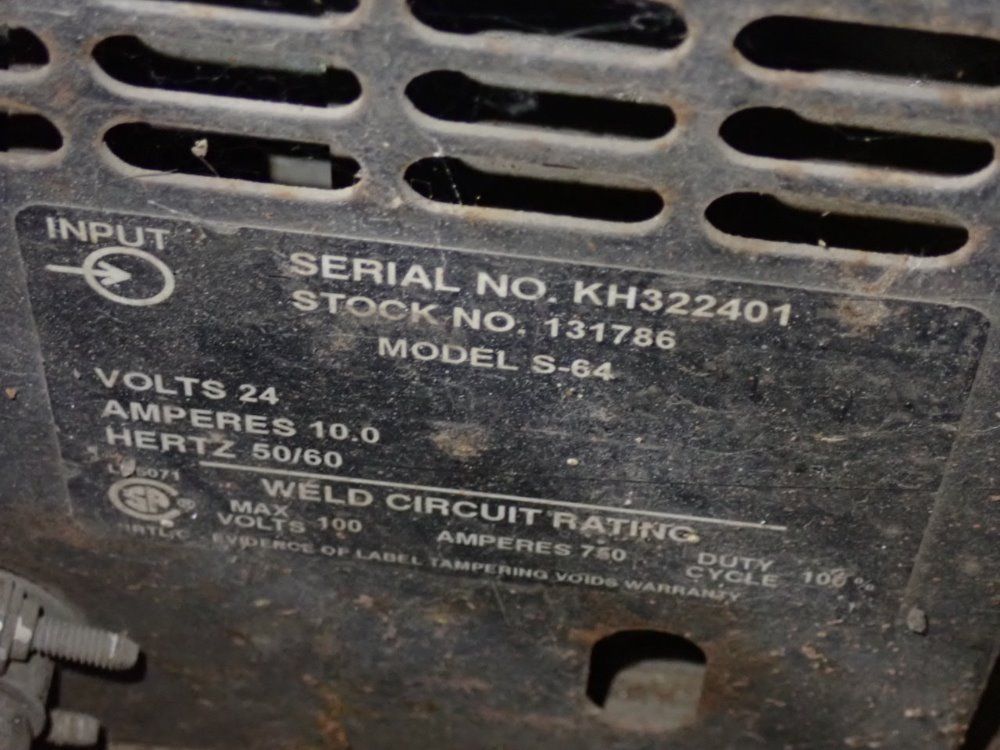 INPUT
SERIAL NO. KH322401
STOCK NO. 131786
MODEL S-64
VOLTS 24
AMPERES 10.0
HERTZ 50/60
WELD CIRCUIT RATING
MAX
VOLTS 100
AMPERES 750
DUTY
CYCLE 100 %
EVIDENCE OF LABEL TAMPERING VOIDS WARRANTY